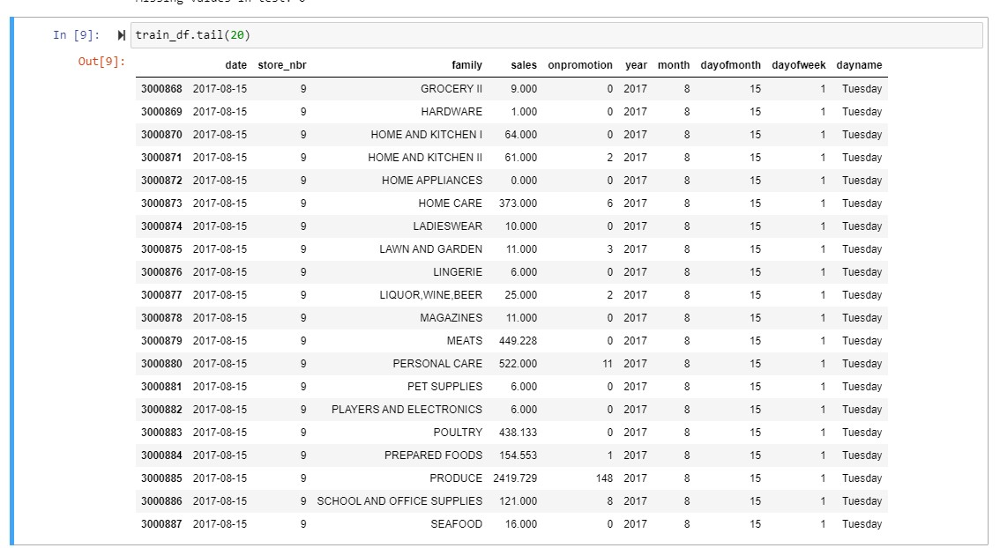 Missing values in test: 0
In [9]: train_df.tail(20)
Out[9]:
date store_nbr family sales onpromotion year month dayofmonth dayofweek dayname
3000868 2017-08-15 9 GROCERY II 9.000 0 2017 8 15 1 Tuesday
3000869 2017-08-15 9 HARDWARE 1.000 0 2017 8 15 1 Tuesday
3000870 2017-08-15 9 HOME AND KITCHEN I 64.000 0 2017 8 15 1 Tuesday
3000871 2017-08-15 9 HOME AND KITCHEN II 61.000 2 2017 8 15 1 Tuesday
3000872 2017-08-15 9 HOME APPLIANCES 0.000 0 2017 8 15 1 Tuesday
3000873 2017-08-15 9 HOME CARE 373.000 6 2017 8 15 1 Tuesday
3000874 2017-08-15 9 LADIESWEAR 10.000 0 2017 8 15 1 Tuesday
3000875 2017-08-15 9 LAWN AND GARDEN 11.000 3 2017 8 15 1 Tuesday
3000876 2017-08-15 9 LINGERIE 6.000 0 2017 8 15 1 Tuesday
3000877 2017-08-15 9 LIQUOR,WINE,BEER 25.000 2 2017 8 15 1 Tuesday
3000878 2017-08-15 9 MAGAZINES 11.000 0 2017 8 15 1 Tuesday
3000879 2017-08-15 9 MEATS 449.228 0 2017 8 15 1 Tuesday
3000880 2017-08-15 9 PERSONAL CARE 522.000 11 2017 8 15 1 Tuesday
3000881 2017-08-15 9 PET SUPPLIES 6.000 0 2017 8 15 1 Tuesday
3000882 2017-08-15 9 PLAYERS AND ELECTRONICS 6.000 0 2017 8 15 1 Tuesday
3000883 2017-08-15 9 POULTRY 438.133 0 2017 8 15 1 Tuesday
3000884 2017-08-15 9 PREPARED FOODS 154.553 1 2017 8 15 1 Tuesday
3000885 2017-08-15 9 PRODUCE 2419.729 148 2017 8 15 1 Tuesday
3000886 2017-08-15 9 SCHOOL AND OFFICE SUPPLIES 121.000 8 2017 8 15 1 Tuesday
3000887 2017-08-15 9 SEAFOOD 16.000 0 2017 8 15 1 Tuesday